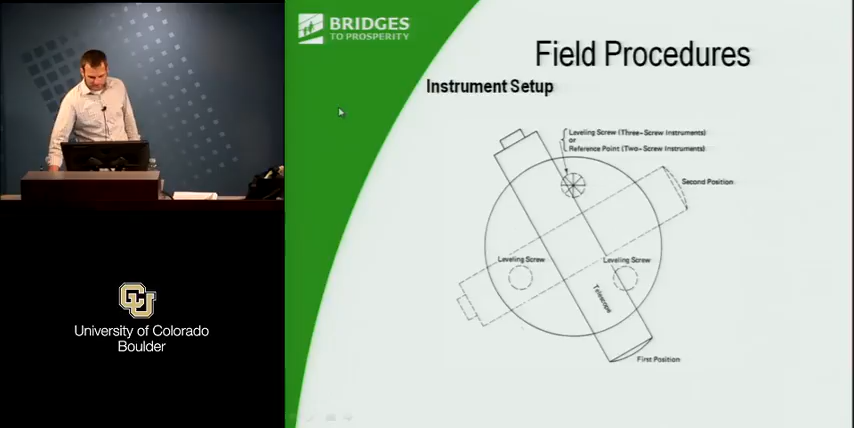 BRIDGES
TO PROSPERITY
Field Procedures
Instrument Setup
Leveling Screw (Three-Screw Instruments)
or
Reference Point (Two-Screw Instruments)
Second Position
Leveling Screw
Leveling Screw
Telescope
First Position
CU
University of Colorado
Boulder